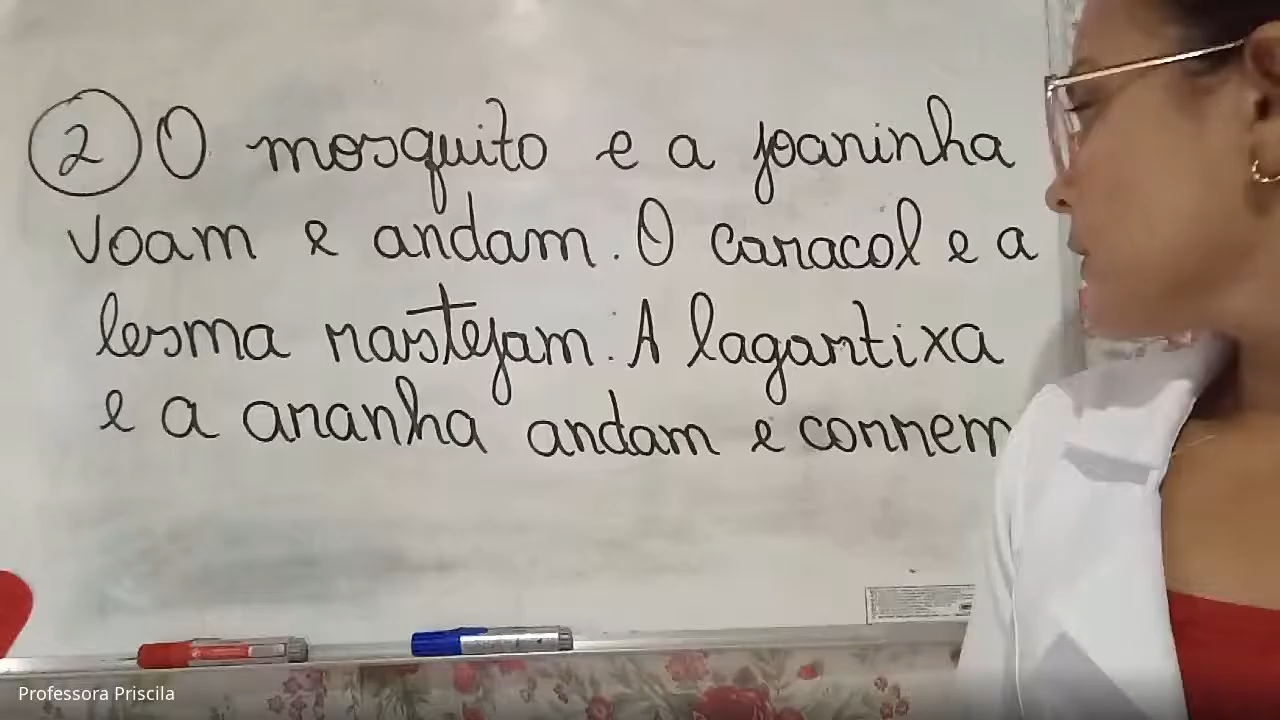 2 O mosquito e a joaninha
voam e andam. O caracol e a
lesma rastejam. A lagartixa
e a aranha andam e correm
Professora Priscila